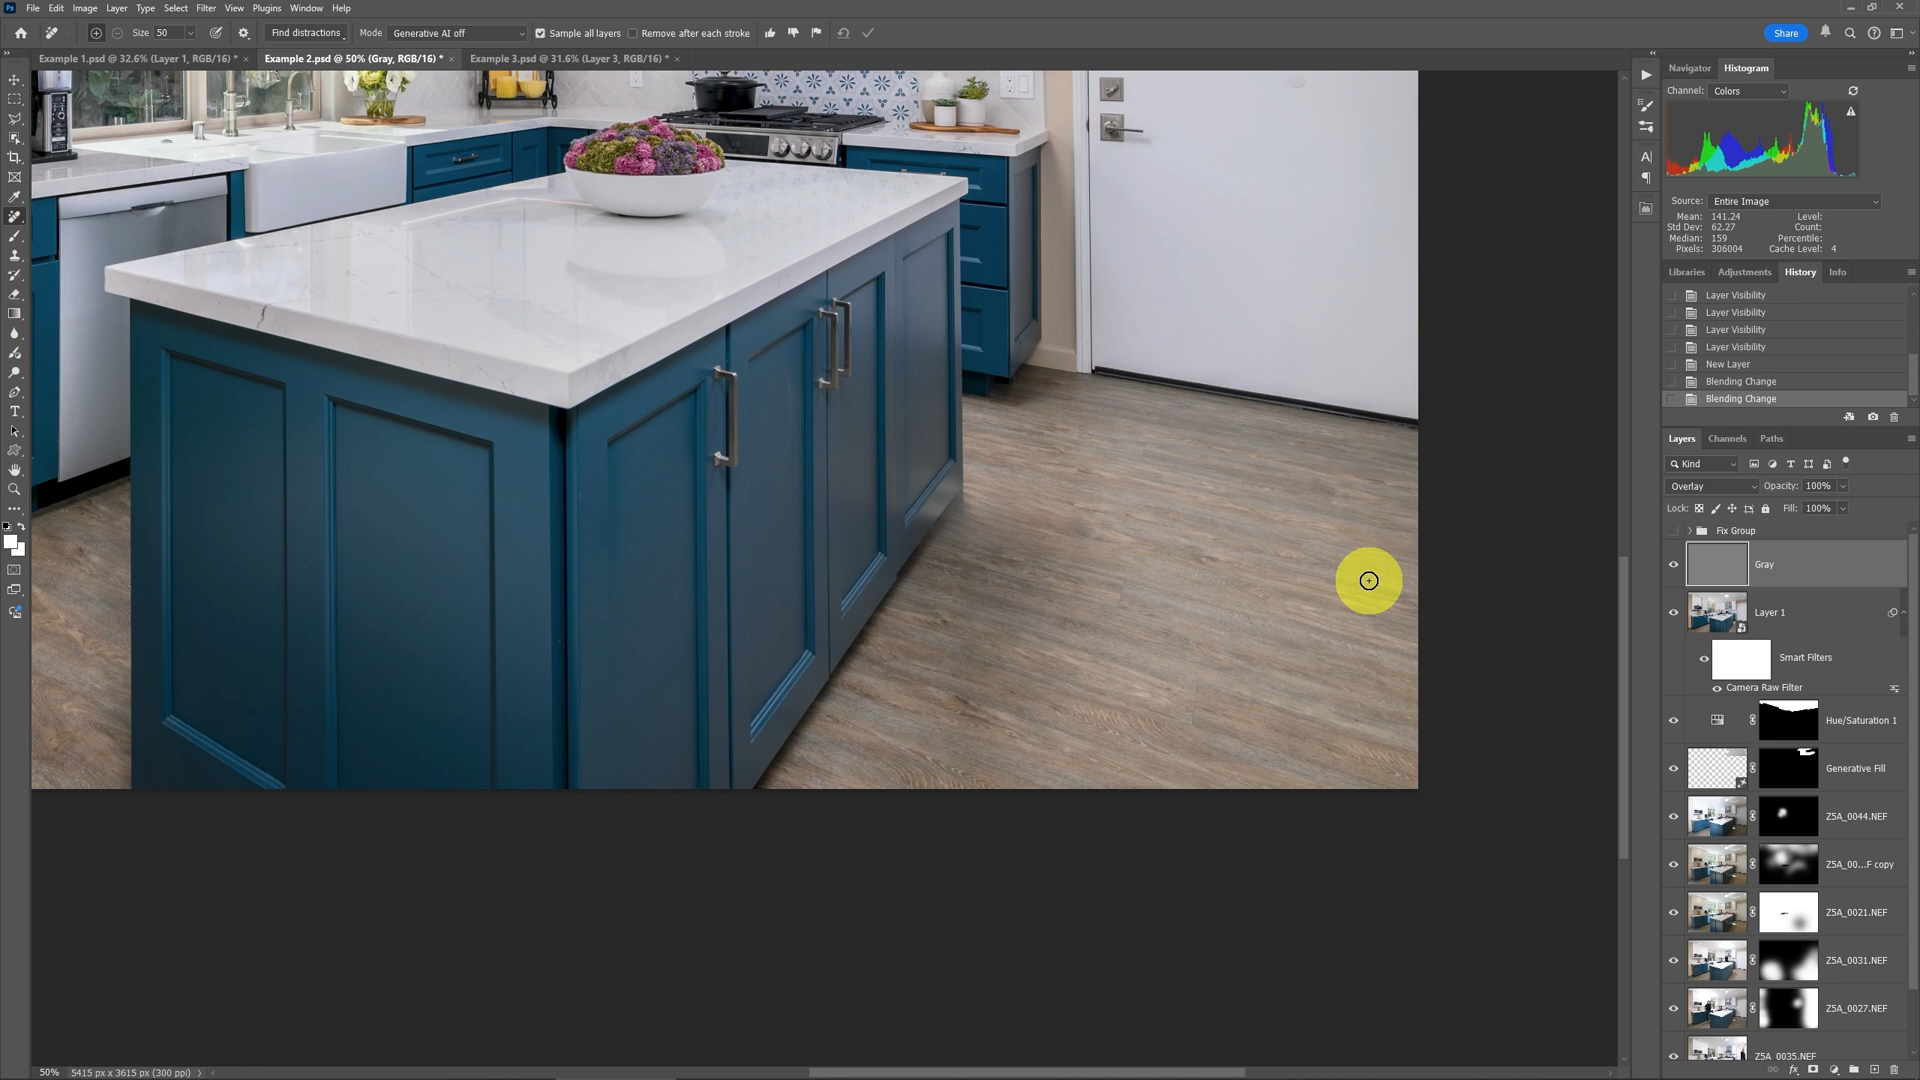 File Edit Image Layer Type Select Filter View Plugins Window Help
Size 50 Find distractions Mode Generative AI off Sample all layers Remove after each stroke Share
Example 1.psd @ 32.6% (Layer 1, RGB/16) * × Example 2.psd @ 50% (Gray, RGB/16) * × Example 3.psd @ 31.6% (Layer 3, RGB/16) * ×
Navigator Histogram
Channel: Colors
Source: Entire Image
Mean: 141.24 Level:
Std Dev: 62.27 Count:
Median: 159 Percentile:
Pixels: 306004 Cache Level: 4
Libraries Adjustments History Info
Layer Visibility
Layer Visibility
Layer Visibility
Layer Visibility
New Layer
Blending Change
Blending Change
Layers Channels Paths
Kind
Overlay Opacity: 100%
Lock: Fill: 100%
Fix Group
Gray
Layer 1
Smart Filters
Camera Raw Filter
Hue/Saturation 1
Generative Fill
Z5A_0044.NEF
Z5A_00...F copy
Z5A_0021.NEF
Z5A_0031.NEF
Z5A_0027.NEF
Z5A_0035.NEF
50% 5415 px x 3615 px (300 ppi)